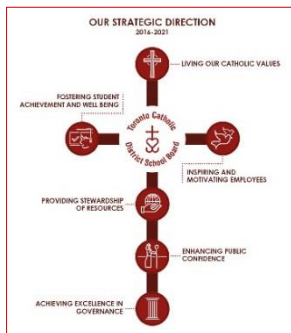 OUR STRATEGIC DIRECTION
2016-2021
LIVING OUR CATHOLIC VALUES
FOSTERING STUDENT
ACHIEVEMENT AND WELL BEING
Toronto Catholic
District School Board
INSPIRING AND
MOTIVATING EMPLOYEES
PROVIDING STEWARDSHIP
OF RESOURCES
ENHANCING PUBLIC
CONFIDENCE
ACHIEVING EXCELLENCE IN
GOVERNANCE